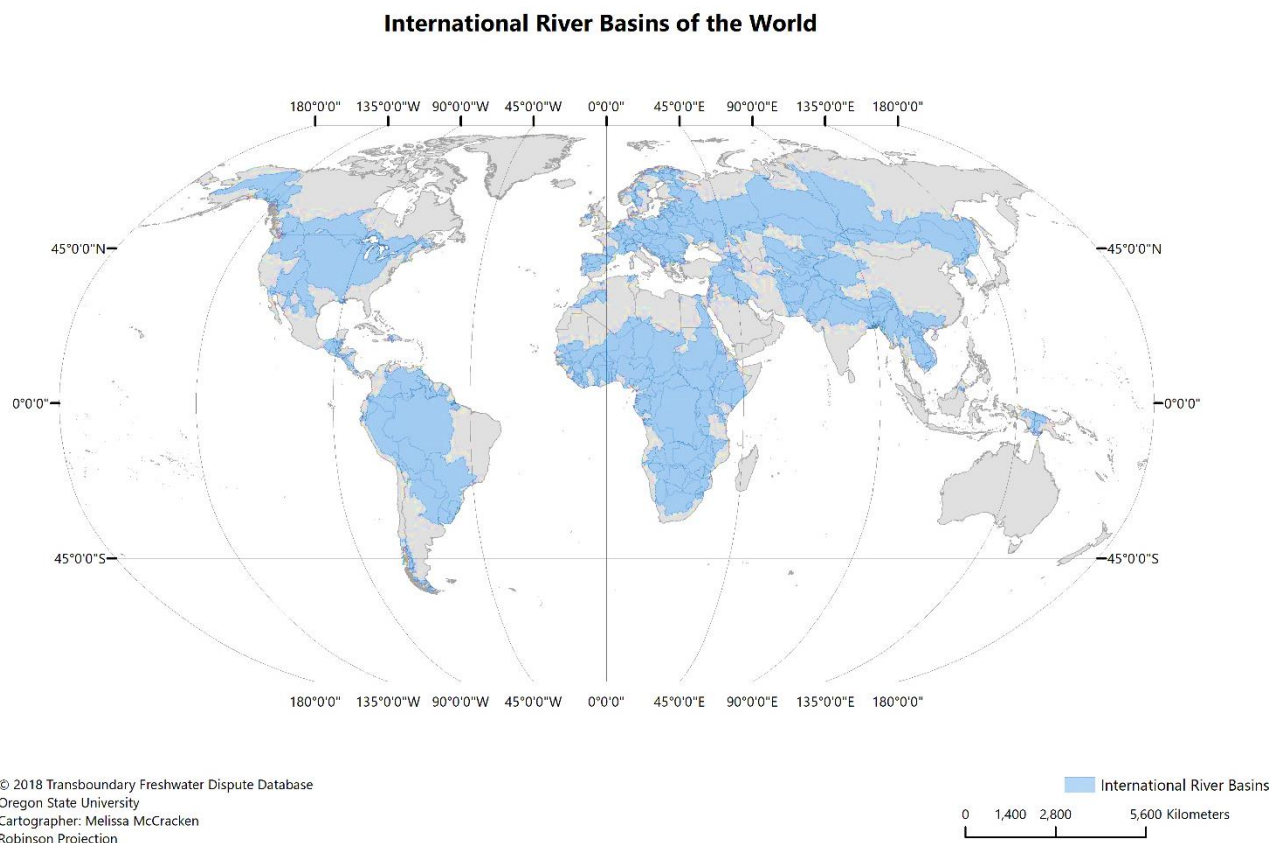 International River Basins of the World
180°0'0" 135°0'0"W 90°0'0"W 45°0'0"W 0°0'0" 45°0'0"E 90°0'0"E 135°0'0"E 180°0'0"
45°0'0"N 45°0'0"N
0°0'0" 0°0'0"
45°0'0"S 45°0'0"S
180°0'0" 135°0'0"W 90°0'0"W 45°0'0"W 0°0'0" 45°0'0"E 90°0'0"E 135°0'0"E 180°0'0"
© 2018 Transboundary Freshwater Dispute Database
Oregon State University
Cartographer: Melissa McCracken
Robinson Projection
International River Basins
0 1,400 2,800 5,600 Kilometers